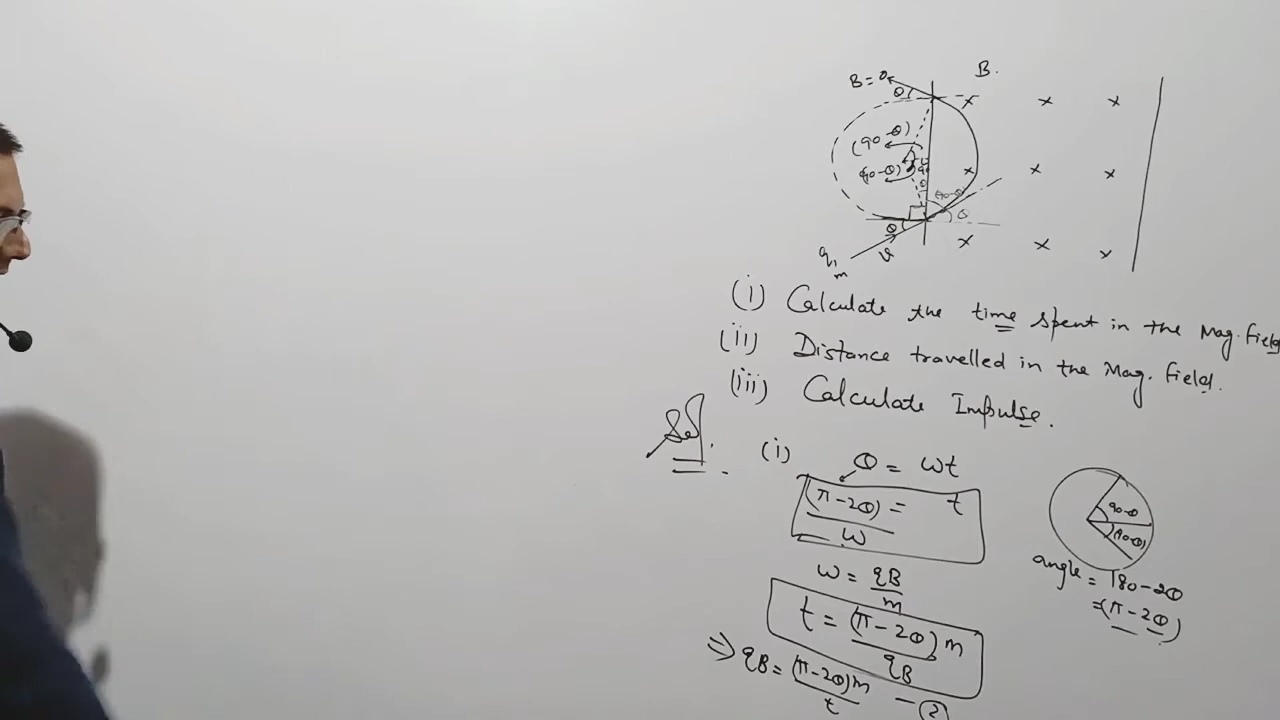 B = 0
B.
θ
(90-θ)
(90-θ)
θ
θ
θ
q,
m
v
(i) Calculate the time spent in the Mag. field
(ii) Distance travelled in the Mag. field.
(iii) Calculate Impulse.
Sol.
(i) θ = ωt
(π-2θ) = t
ω
ω = qB
m
t = (π-2θ) m
qB
⇒ qB = (π-2θ)m
t
- (2)
90-θ
(90-θ)
angle = 180-2θ
=(π-2θ)